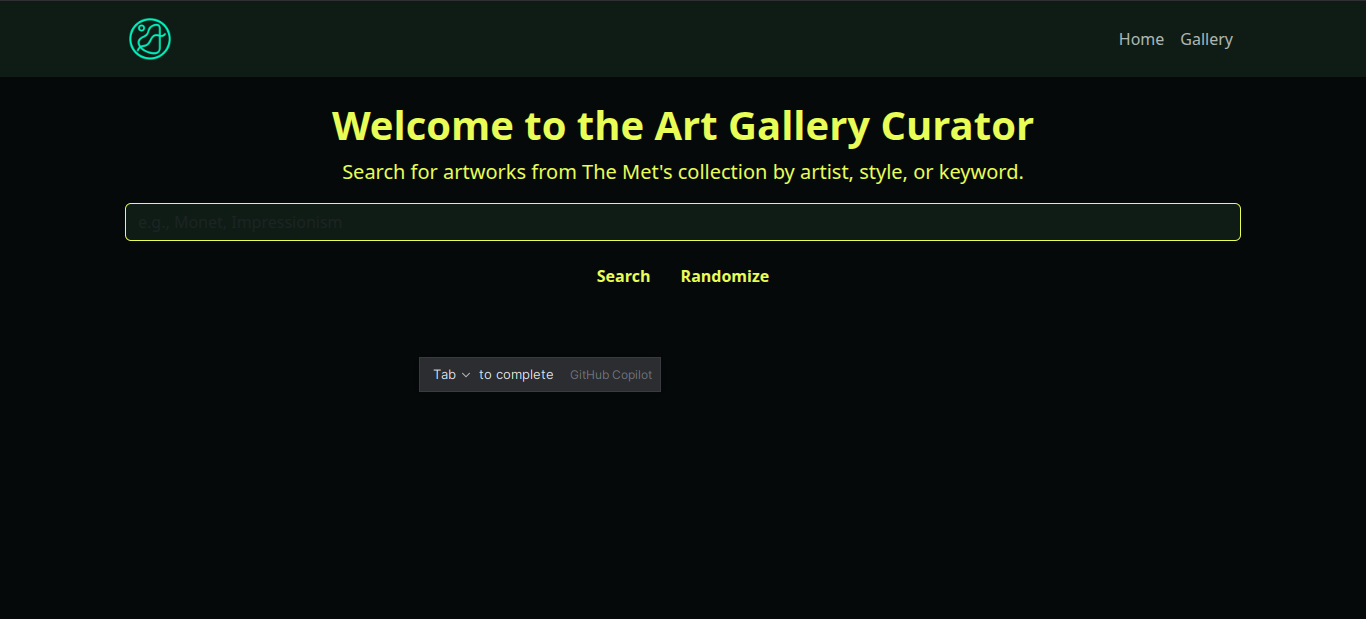 Home Gallery
Welcome to the Art Gallery Curator
Search for artworks from The Met's collection by artist, style, or keyword.
e.g., Monet, Impressionism
Search Randomize
Tab to complete GitHub Copilot